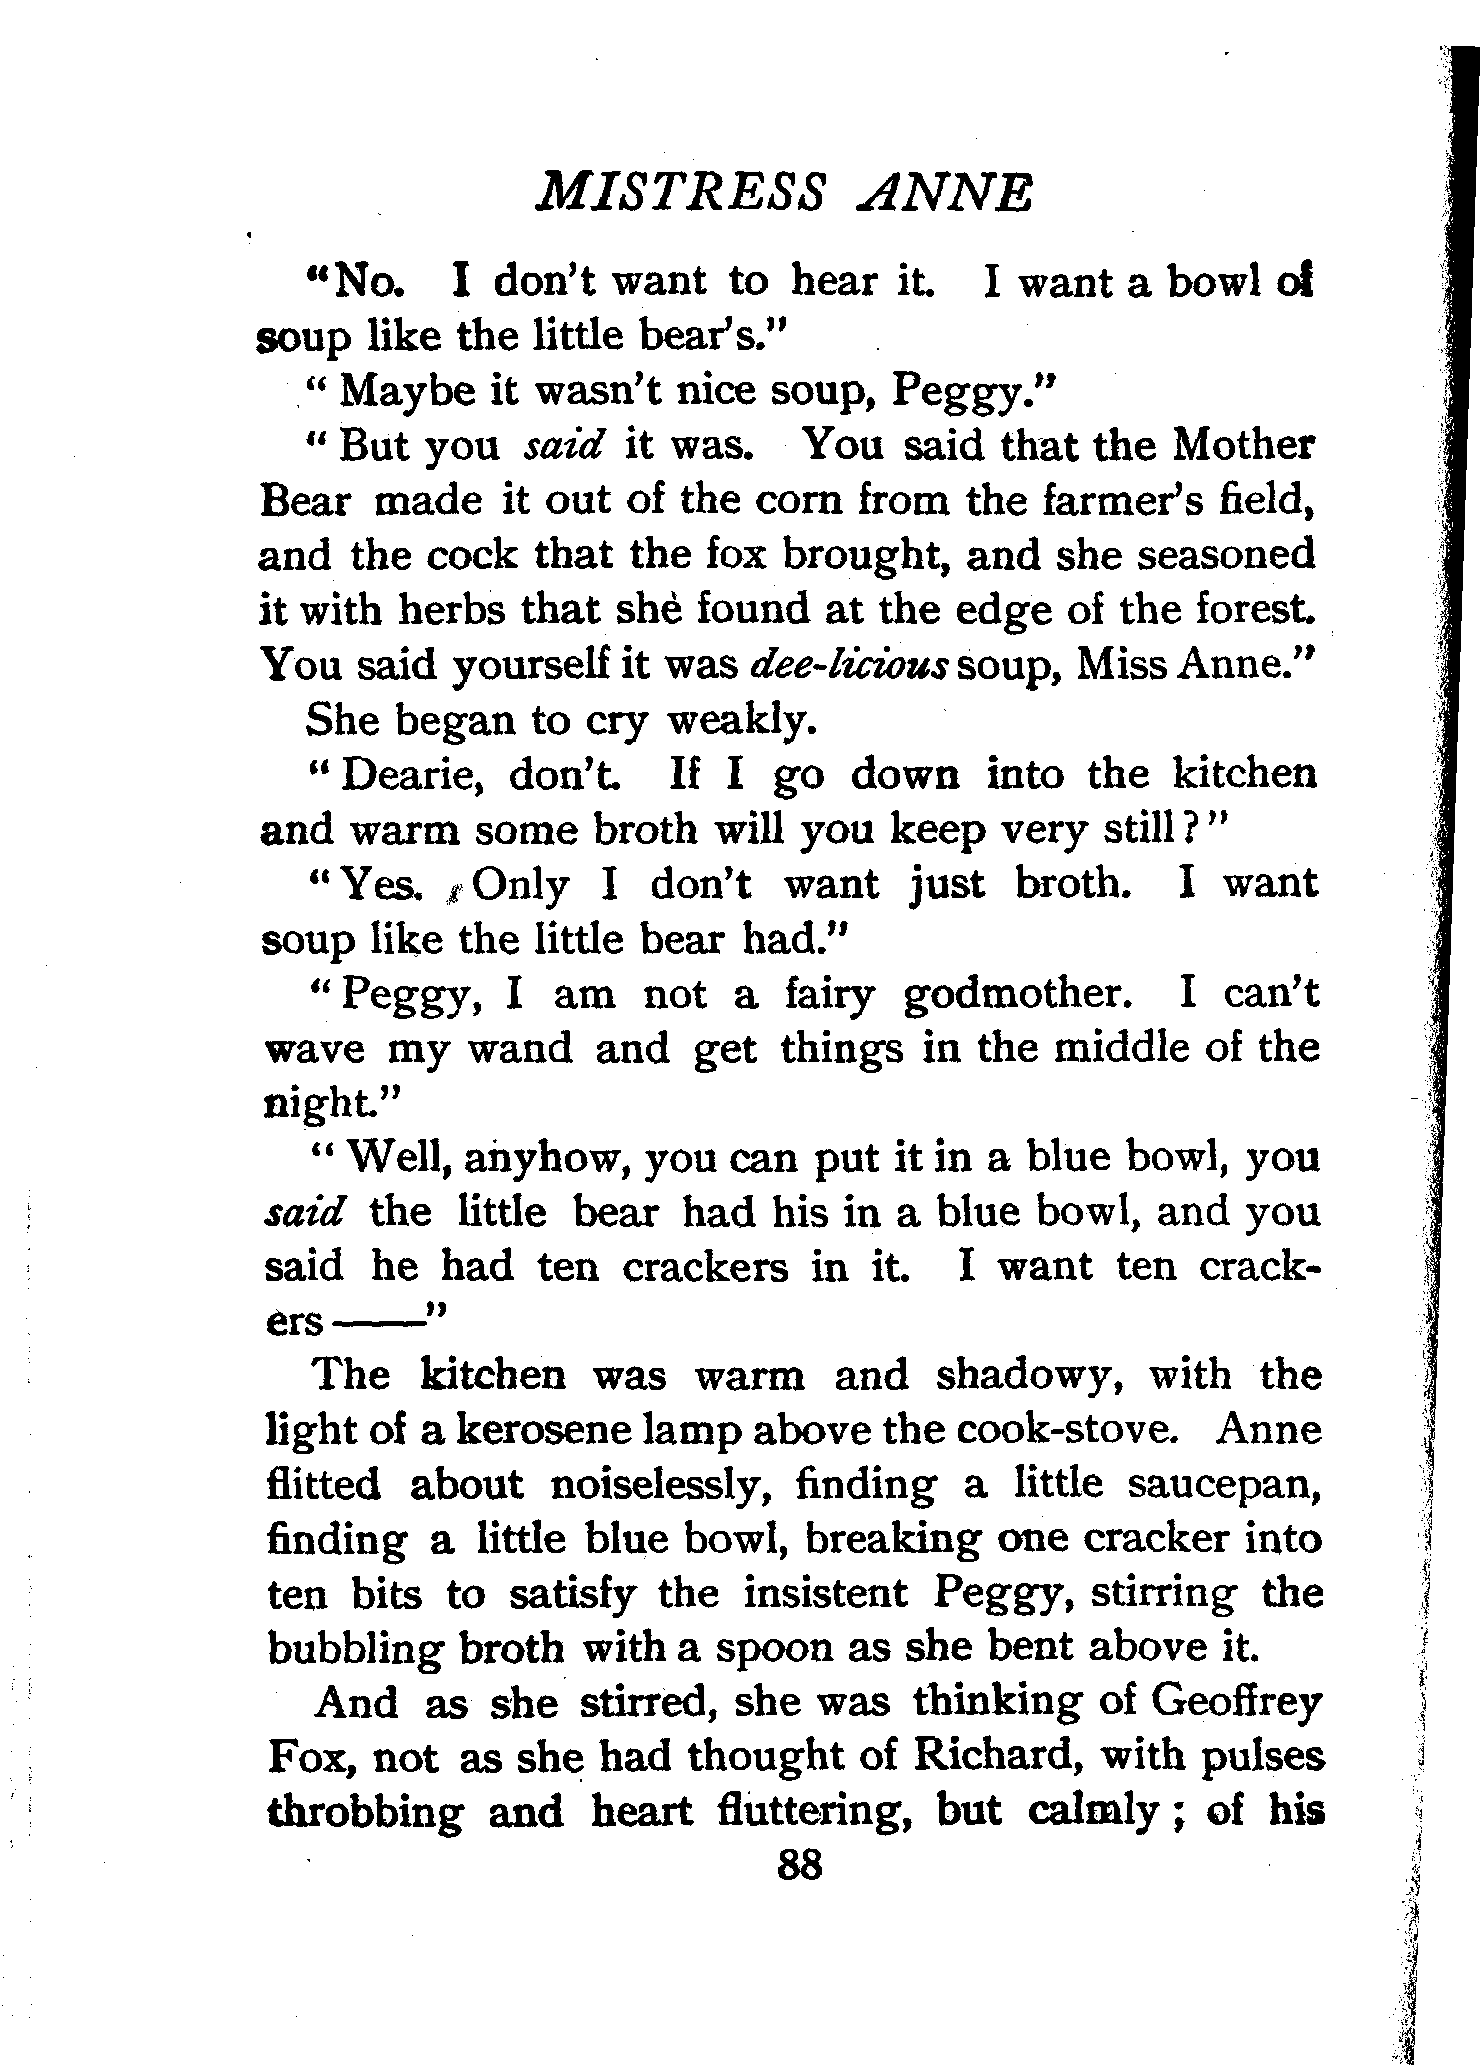 MISTRESS ANNE
"No. I don't want to hear it. I want a bowl of
soup like the little bear's."
"Maybe it wasn't nice soup, Peggy."
"But you said it was. You said that the Mother
Bear made it out of the corn from the farmer's field,
and the cock that the fox brought, and she seasoned
it with herbs that she found at the edge of the forest.
You said yourself it was dee-licious soup, Miss Anne."
She began to cry weakly.
"Dearie, don't. If I go down into the kitchen
and warm some broth will you keep very still?"
"Yes. Only I don't want just broth. I want
soup like the little bear had."
"Peggy, I am not a fairy godmother. I can't
wave my wand and get things in the middle of the
night."
"Well, anyhow, you can put it in a blue bowl, you
said the little bear had his in a blue bowl, and you
said he had ten crackers in it. I want ten crack-
ers——"
The kitchen was warm and shadowy, with the
light of a kerosene lamp above the cook-stove. Anne
flitted about noiselessly, finding a little saucepan,
finding a little blue bowl, breaking one cracker into
ten bits to satisfy the insistent Peggy, stirring the
bubbling broth with a spoon as she bent above it.
And as she stirred, she was thinking of Geoffrey
Fox, not as she had thought of Richard, with pulses
throbbing and heart fluttering, but calmly; of his
88